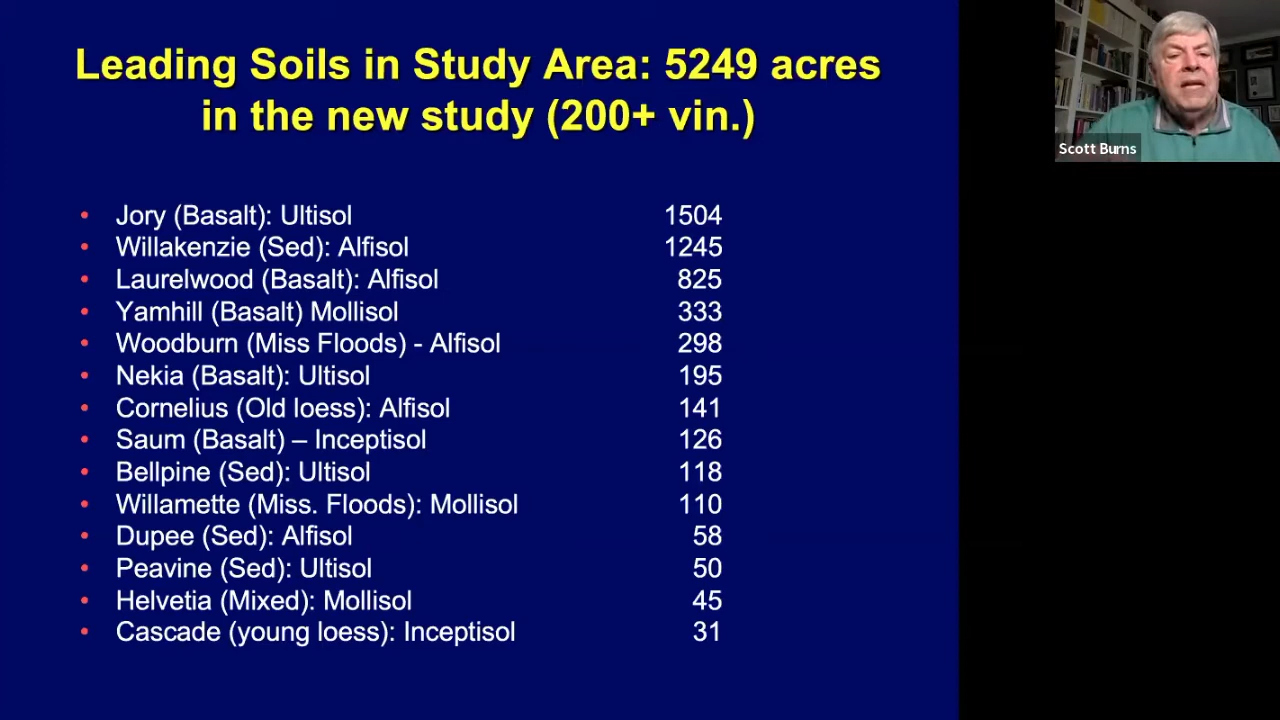 Leading Soils in Study Area: 5249 acres
in the new study (200+ vin.)
Scott Burns
• Jory (Basalt): Ultisol 1504
• Willakenzie (Sed): Alfisol 1245
• Laurelwood (Basalt): Alfisol 825
• Yamhill (Basalt) Mollisol 333
• Woodburn (Miss Floods) - Alfisol 298
• Nekia (Basalt): Ultisol 195
• Cornelius (Old loess): Alfisol 141
• Saum (Basalt) – Inceptisol 126
• Bellpine (Sed): Ultisol 118
• Willamette (Miss. Floods): Mollisol 110
• Dupee (Sed): Alfisol 58
• Peavine (Sed): Ultisol 50
• Helvetia (Mixed): Mollisol 45
• Cascade (young loess): Inceptisol 31